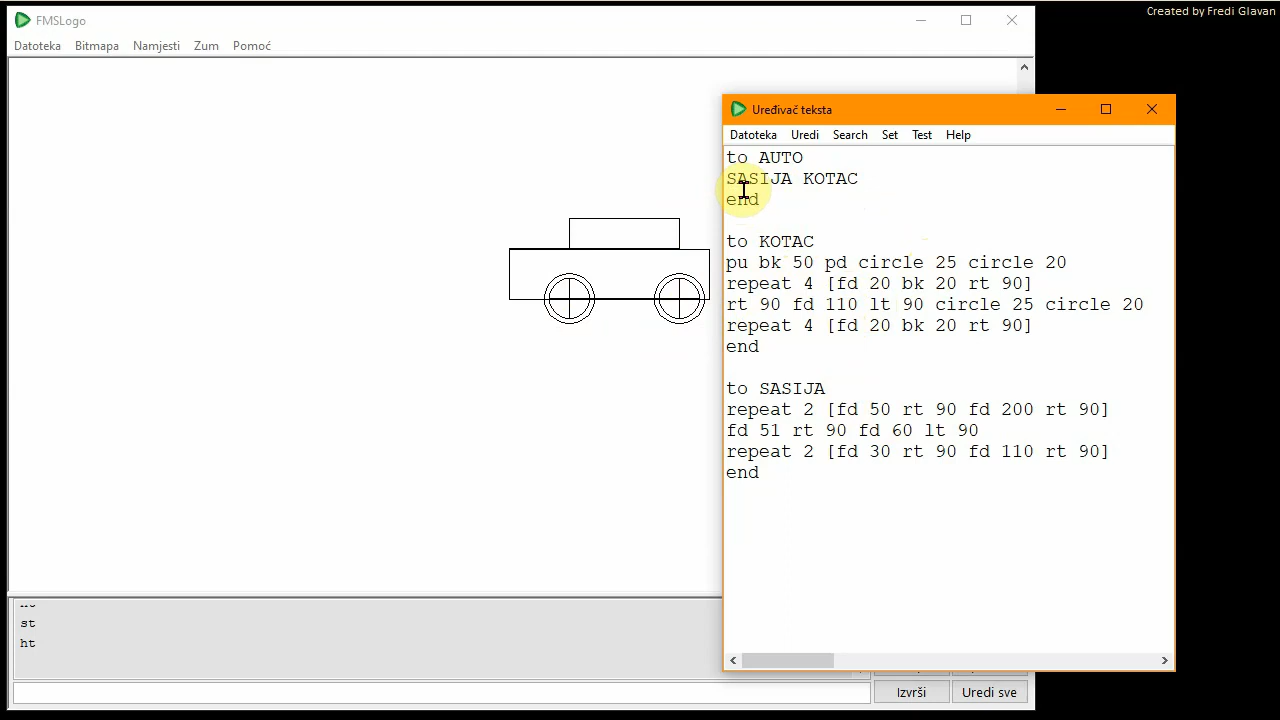 Created by Fredi Glavan
FMSLogo
Datoteka Bitmapa Namjesti Zum Pomoć
Uređivač teksta
Datoteka Uredi Search Set Test Help
to AUTO
SASIJA KOTAC
end
to KOTAC
pu bk 50 pd circle 25 circle 20
repeat 4 [fd 20 bk 20 rt 90]
rt 90 fd 110 lt 90 circle 25 circle 20
repeat 4 [fd 20 bk 20 rt 90]
end
to SASIJA
repeat 2 [fd 50 rt 90 fd 200 rt 90]
fd 51 rt 90 fd 60 lt 90
repeat 2 [fd 30 rt 90 fd 110 rt 90]
end
st
ht
Izvrši Uredi sve